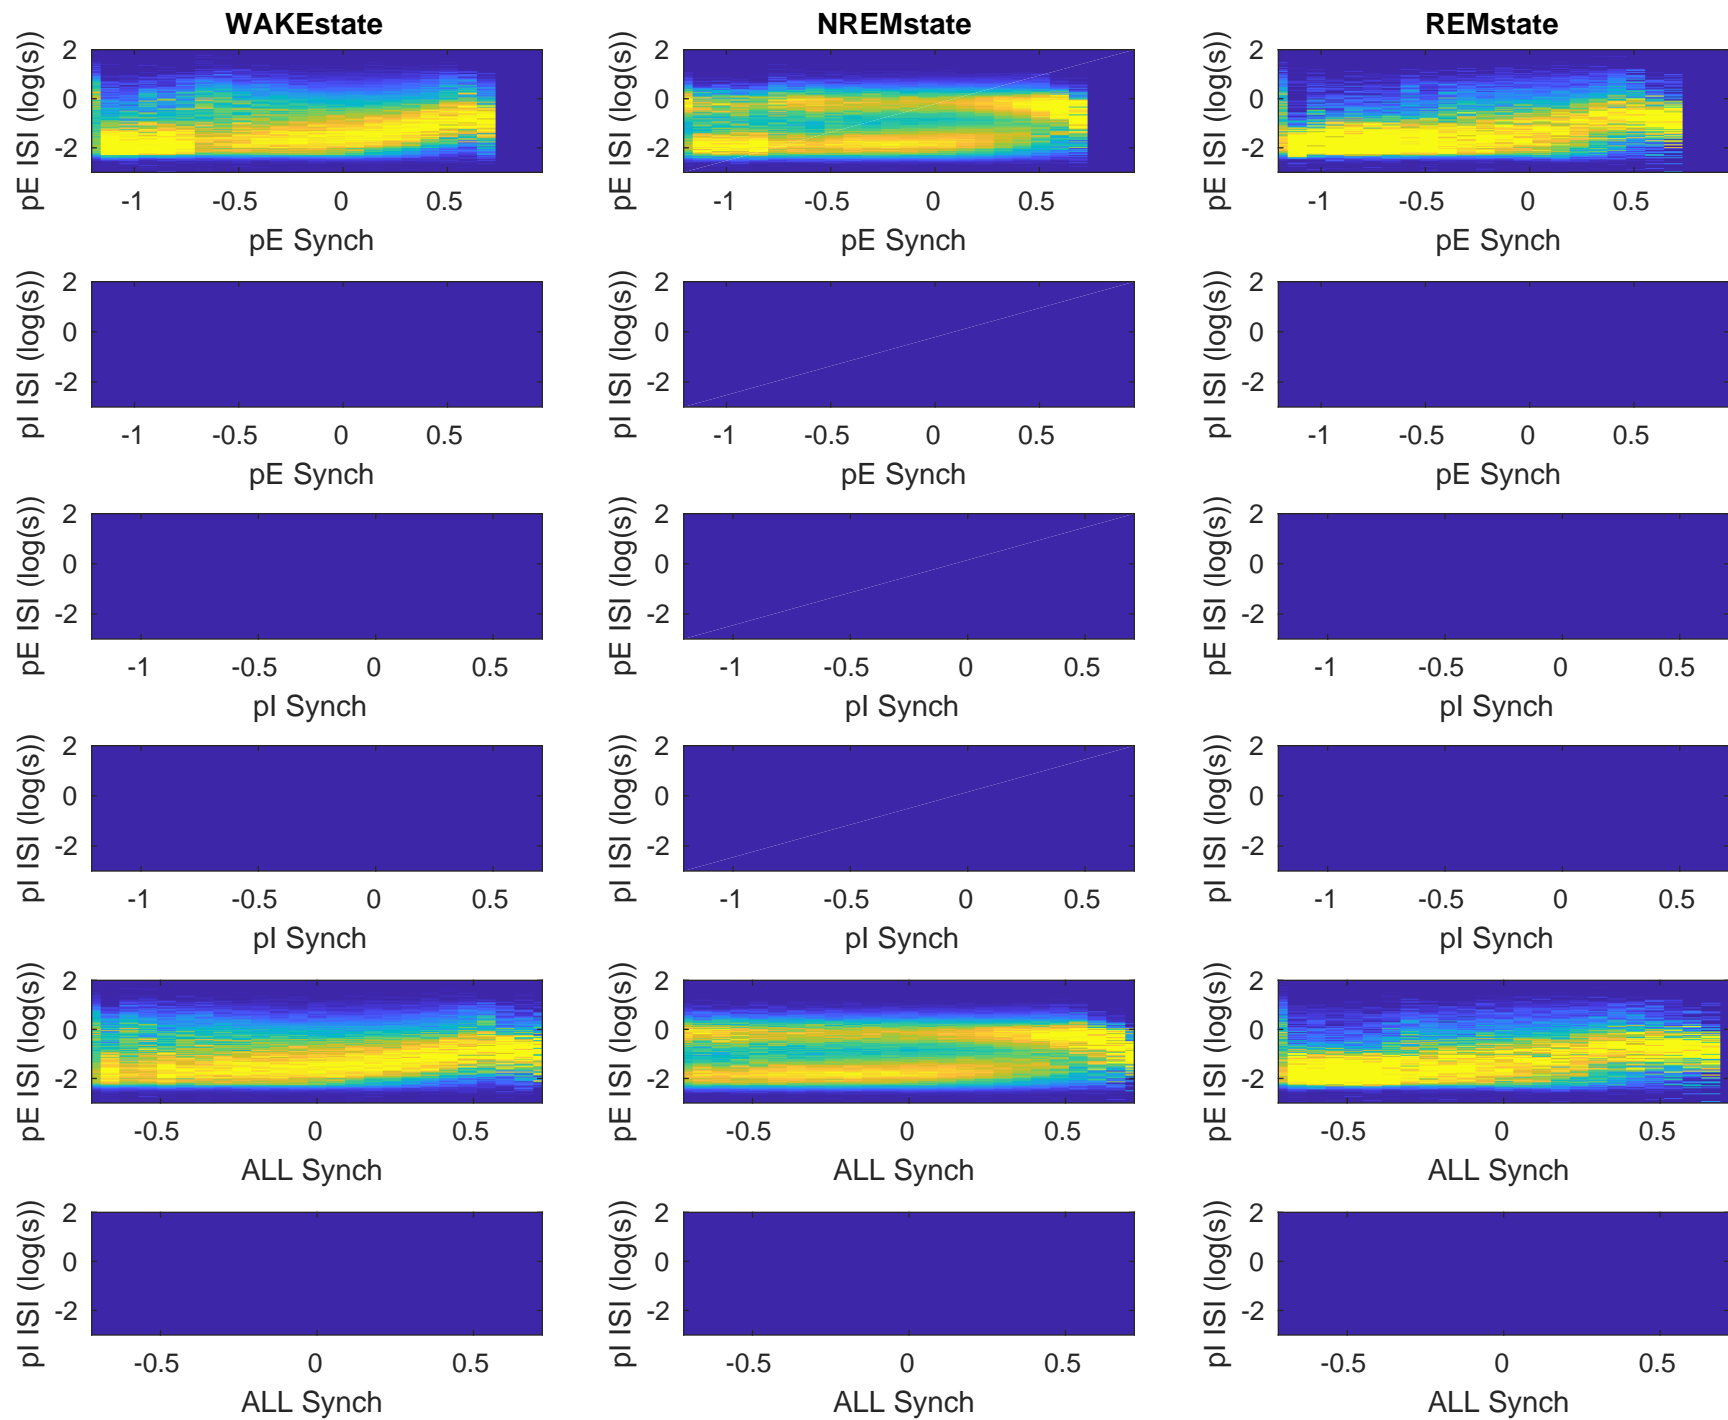 WAKEstate NREMstate REMstate
pE ISI (log(s)) 2 0 -2 pE ISI (log(s)) 2 0 -2 pE ISI (log(s)) 2 0 -2
-1 -0.5 0 0.5 -1 -0.5 0 0.5 -1 -0.5 0 0.5
pE Synch pE Synch pE Synch
pI ISI (log(s)) 2 0 -2 pI ISI (log(s)) 2 0 -2 pI ISI (log(s)) 2 0 -2
-1 -0.5 0 0.5 -1 -0.5 0 0.5 -1 -0.5 0 0.5
pE Synch pE Synch pE Synch
pE ISI (log(s)) 2 0 -2 pE ISI (log(s)) 2 0 -2 pE ISI (log(s)) 2 0 -2
-1 -0.5 0 0.5 -1 -0.5 0 0.5 -1 -0.5 0 0.5
pI Synch pI Synch pI Synch
pI ISI (log(s)) 2 0 -2 pI ISI (log(s)) 2 0 -2 pI ISI (log(s)) 2 0 -2
-1 -0.5 0 0.5 -1 -0.5 0 0.5 -1 -0.5 0 0.5
pI Synch pI Synch pI Synch
pE ISI (log(s)) 2 0 -2 pE ISI (log(s)) 2 0 -2 pE ISI (log(s)) 2 0 -2
-0.5 0 0.5 -0.5 0 0.5 -0.5 0 0.5
ALL Synch ALL Synch ALL Synch
pI ISI (log(s)) 2 0 -2 pI ISI (log(s)) 2 0 -2 pI ISI (log(s)) 2 0 -2
-0.5 0 0.5 -0.5 0 0.5 -0.5 0 0.5
ALL Synch ALL Synch ALL Synch